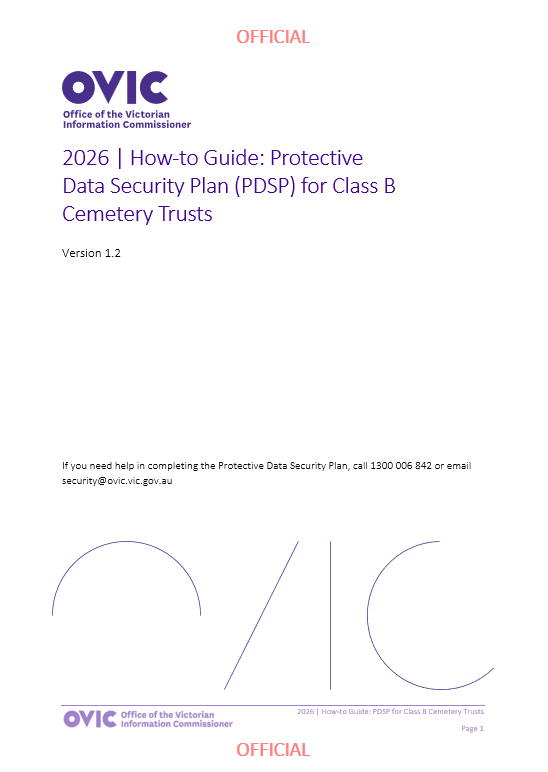 OFFICIAL
OVIC
Office of the Victorian
Information Commissioner
2026 | How-to Guide: Protective
Data Security Plan (PDSP) for Class B
Cemetery Trusts
Version 1.2
If you need help in completing the Protective Data Security Plan, call 1300 006 842 or email
security@ovic.vic.gov.au
OVIC
Office of the Victorian
Information Commissioner
2026 | How-to Guide: PDSP for Class B Cemetery Trusts
Page 1
OFFICIAL